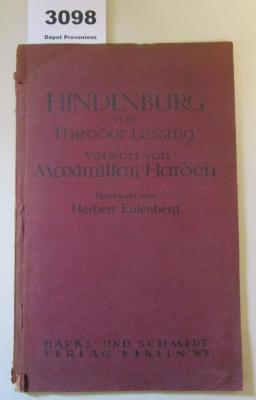 3098
Depot Provenienz
HINDENBURG
von
Theodor Lessing
Vorwort von
Maximilian Harden
Nachwort von
Herbert Eulenberg
HAPKE UND SCHMIDT
VERLAG BERLIN W8